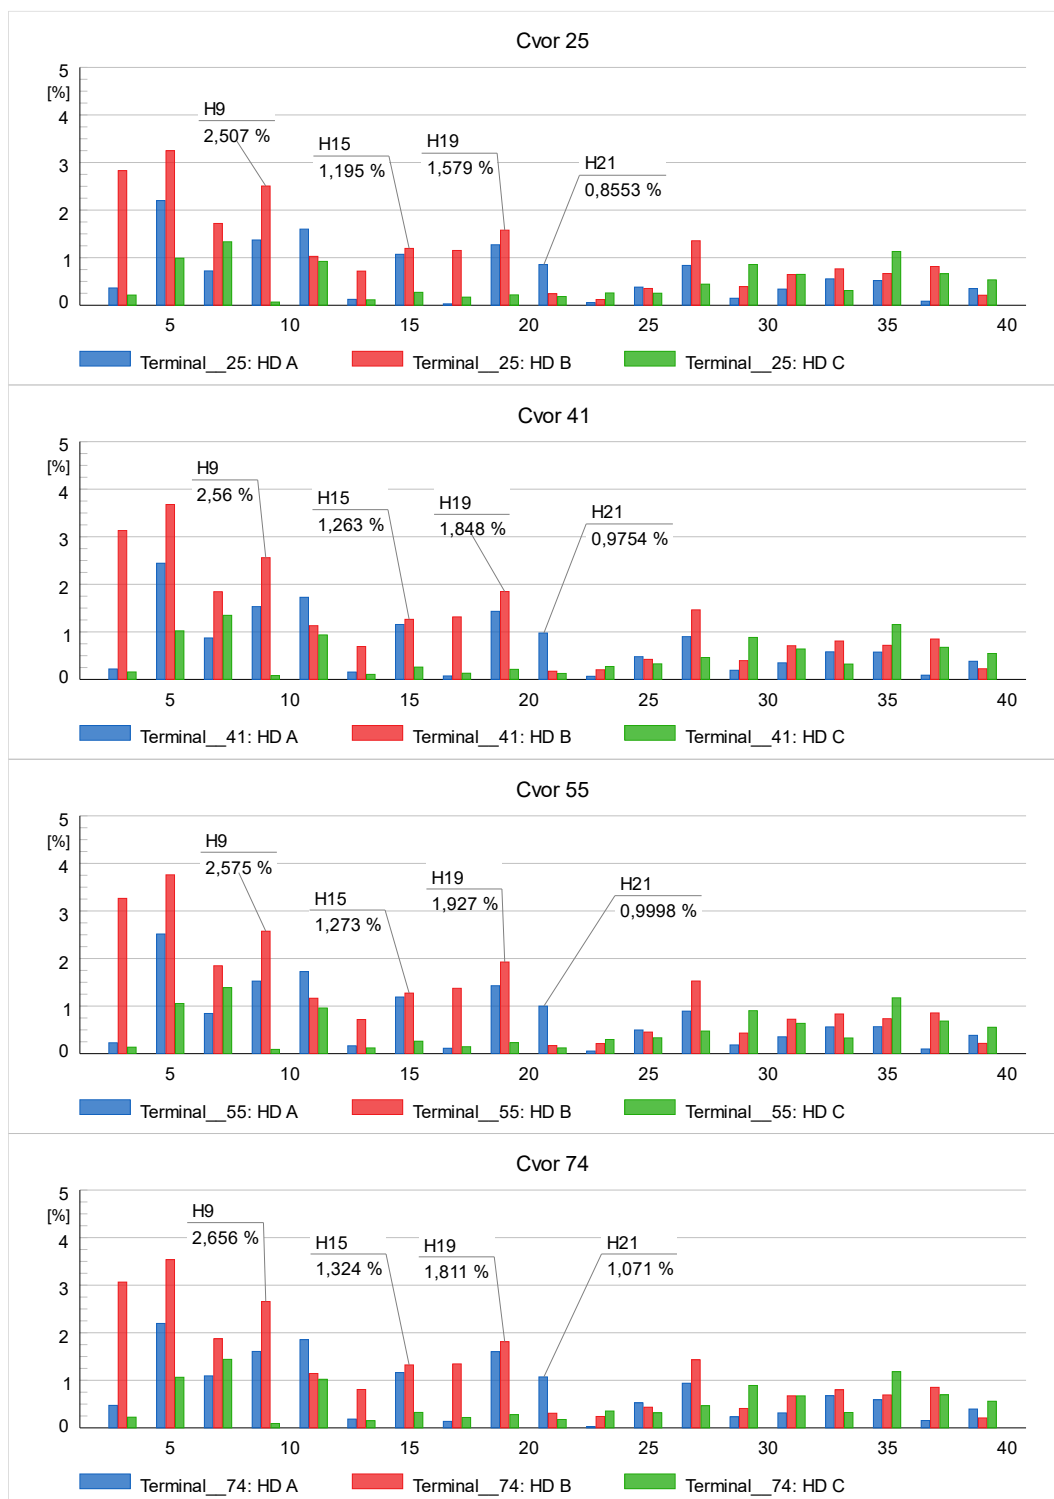 Cvor 25
5
[%]
4
3
2
1
0
H9
2,507 %
H15
1,195 %
H19
1,579 %
H21
0,8553 %
5 10 15 20 25 30 35 40
Terminal__25: HD A Terminal__25: HD B Terminal__25: HD C
Cvor 41
5
[%]
4
3
2
1
0
H9
2,56 %
H15
1,263 %
H19
1,848 %
H21
0,9754 %
5 10 15 20 25 30 35 40
Terminal__41: HD A Terminal__41: HD B Terminal__41: HD C
Cvor 55
5
[%]
4
3
2
1
0
H9
2,575 %
H15
1,273 %
H19
1,927 %
H21
0,9998 %
5 10 15 20 25 30 35 40
Terminal__55: HD A Terminal__55: HD B Terminal__55: HD C
Cvor 74
5
[%]
4
3
2
1
0
H9
2,656 %
H15
1,324 %
H19
1,811 %
H21
1,071 %
5 10 15 20 25 30 35 40
Terminal__74: HD A Terminal__74: HD B Terminal__74: HD C